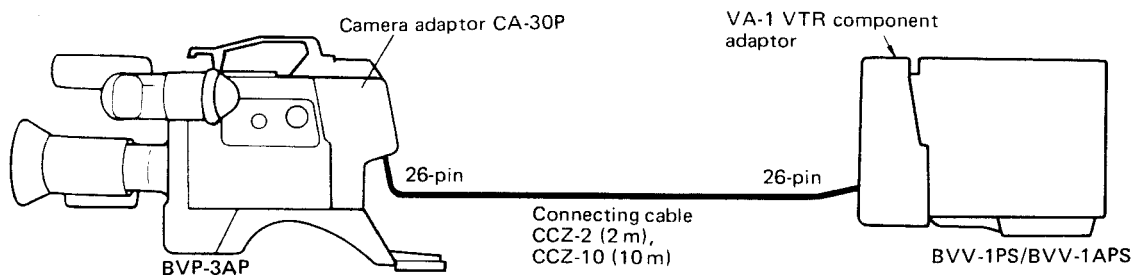 Camera adaptor CA-30P
VA-1 VTR component
adaptor
26-pin
26-pin
Connecting cable
CCZ-2 (2 m),
CCZ-10 (10 m)
BVP-3AP
BVV-1PS/BVV-1APS